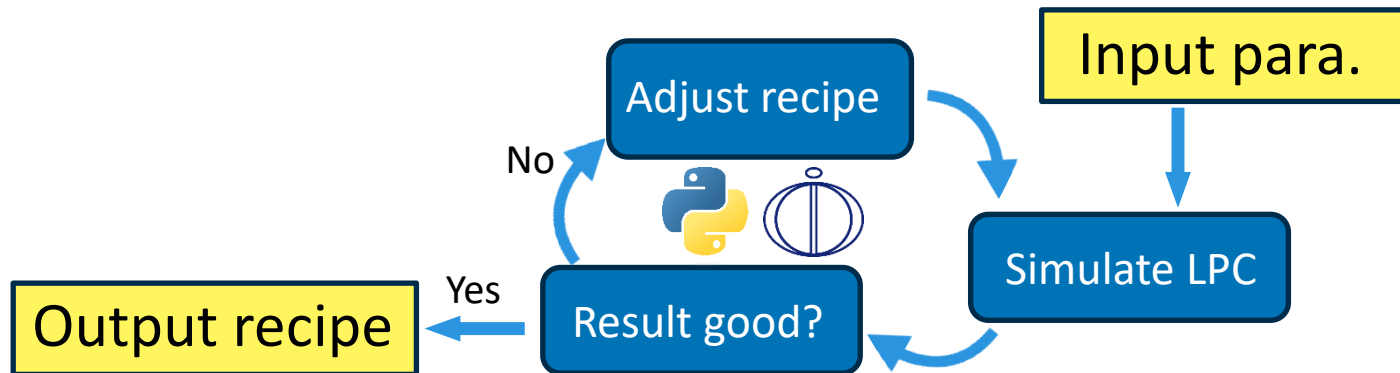 Input para.
Adjust recipe
No
Simulate LPC
Yes
Result good?
Output recipe